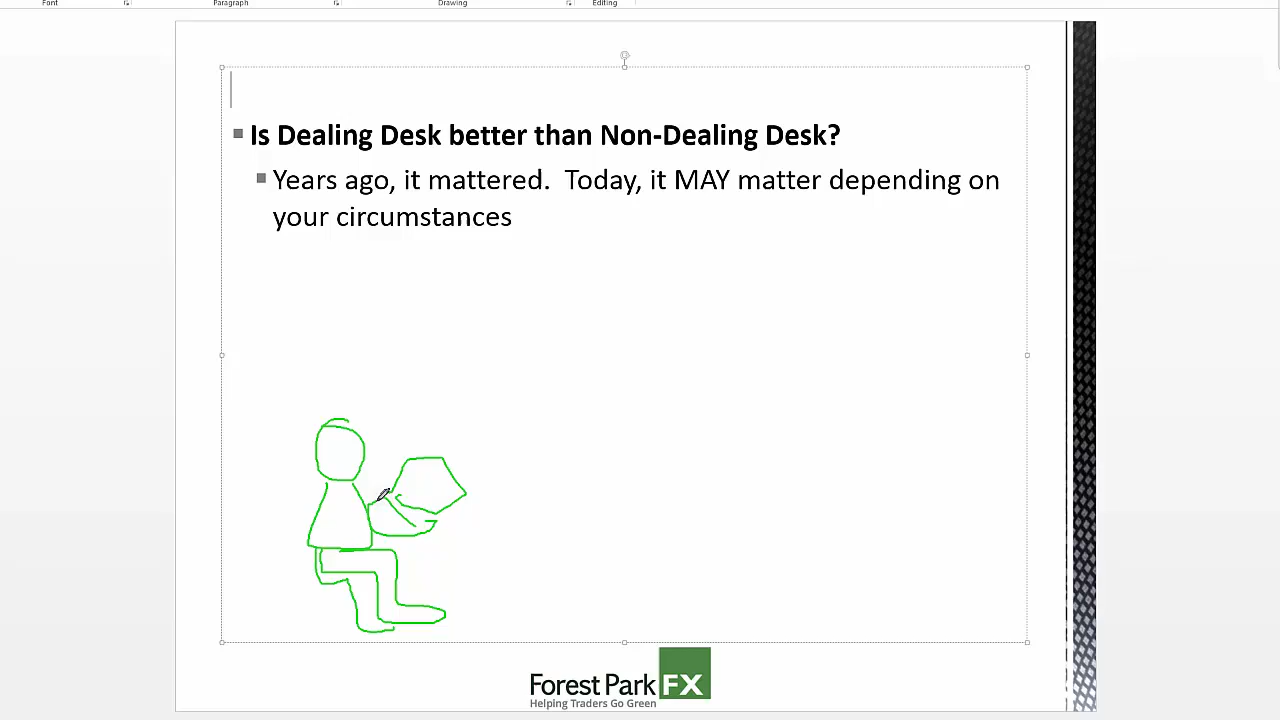 Font Paragraph Drawing Editing
Is Dealing Desk better than Non-Dealing Desk?
Years ago, it mattered.  Today, it MAY matter depending on
your circumstances
Forest Park FX
Helping Traders Go Green